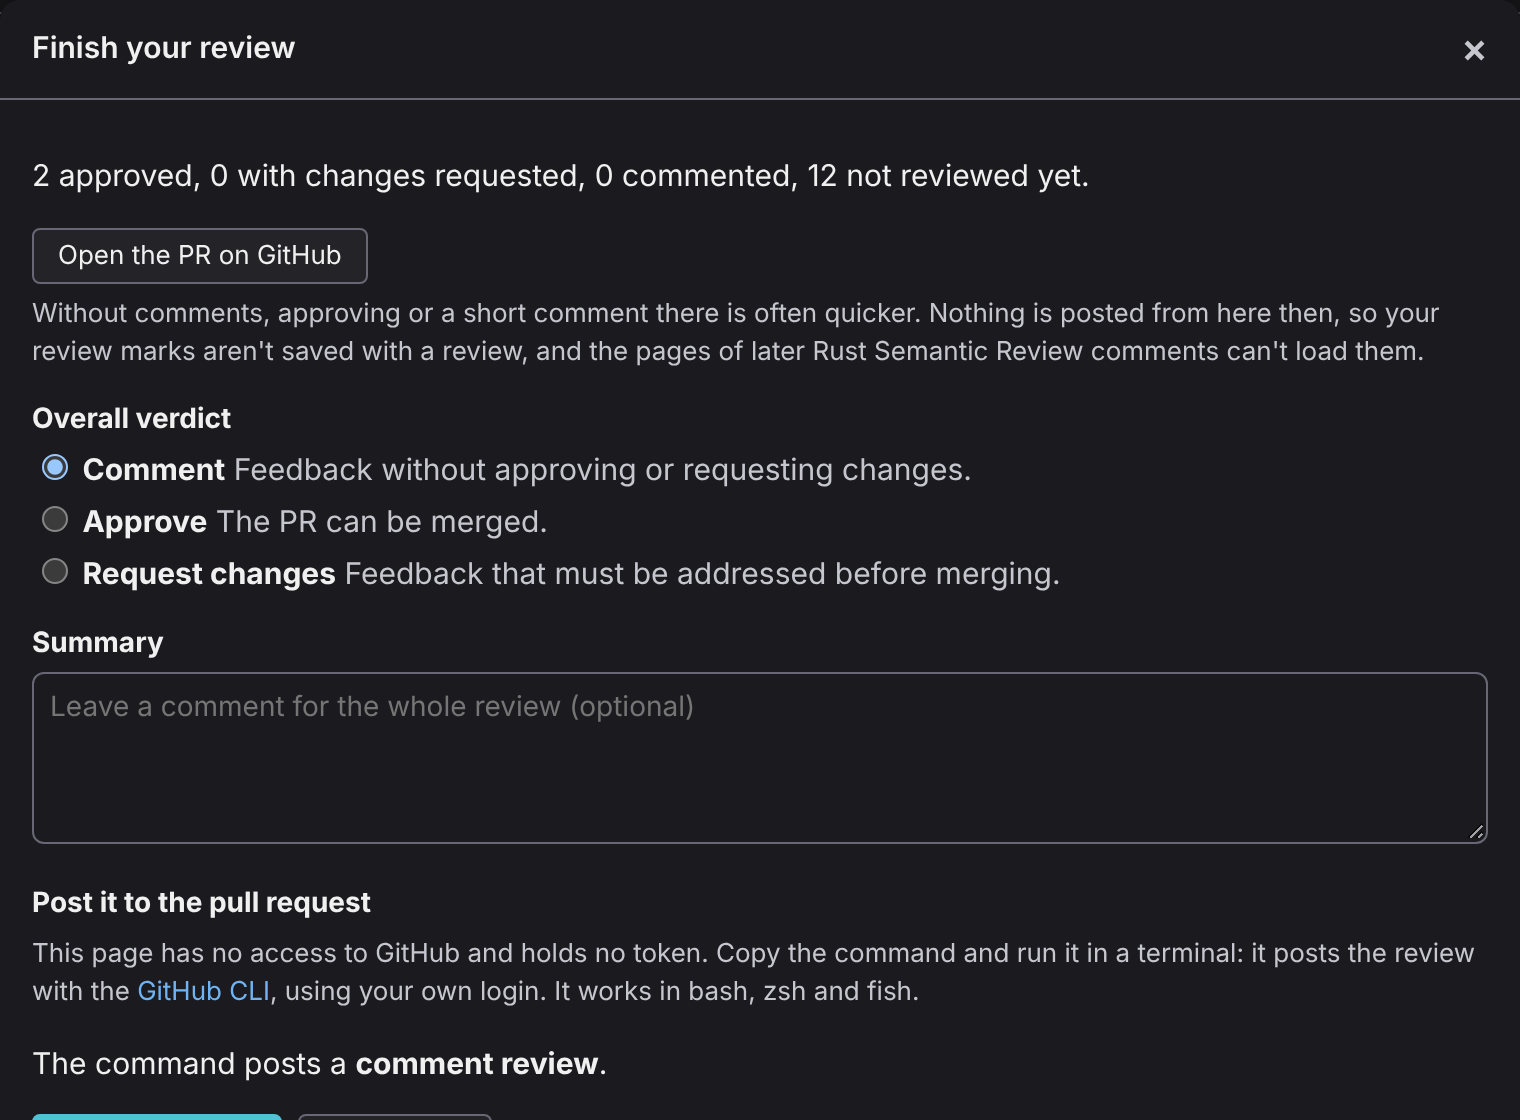 Finish your review
2 approved, 0 with changes requested, 0 commented, 12 not reviewed yet.
Open the PR on GitHub
Without comments, approving or a short comment there is often quicker. Nothing is posted from here then, so your
review marks aren't saved with a review, and the pages of later Rust Semantic Review comments can't load them.
Overall verdict
Comment Feedback without approving or requesting changes.
Approve The PR can be merged.
Request changes Feedback that must be addressed before merging.
Summary
Leave a comment for the whole review (optional)
Post it to the pull request
This page has no access to GitHub and holds no token. Copy the command and run it in a terminal: it posts the review
with the GitHub CLI, using your own login. It works in bash, zsh and fish.
The command posts a comment review.